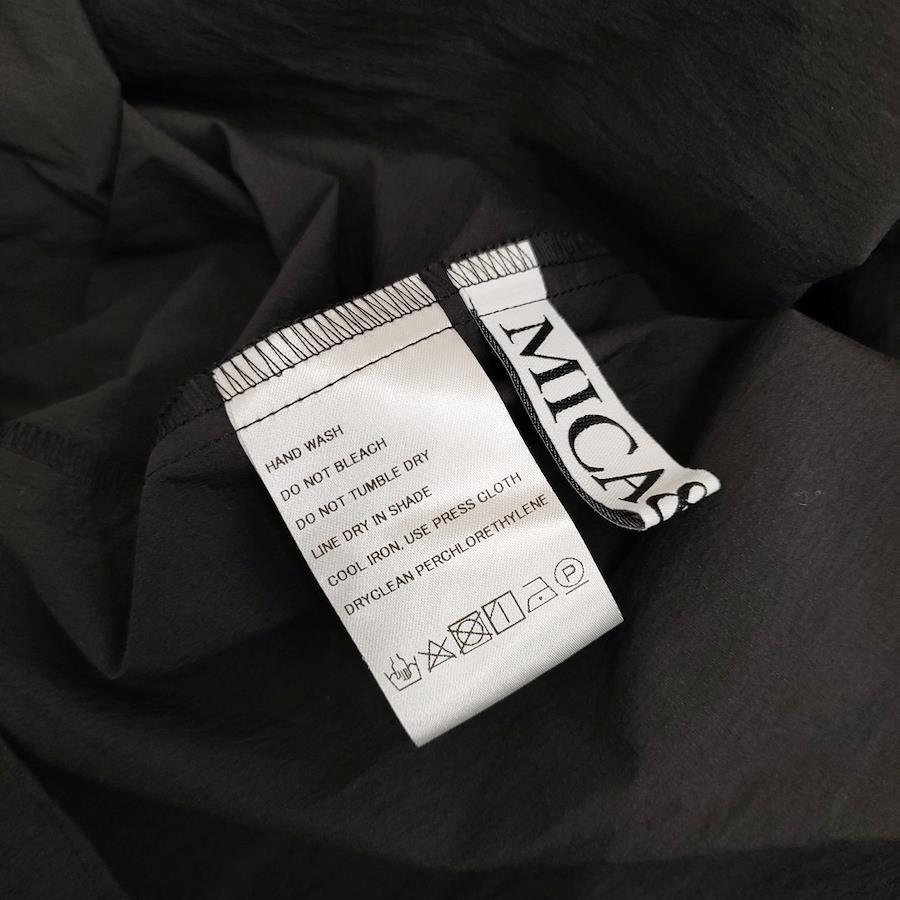 HAND WASH
DO NOT BLEACH
DO NOT TUMBLE DRY
LINE DRY IN SHADE
COOL IRON, USE PRESS CLOTH
DRYCLEAN PERCHLORETHYLENE
P
MICAS